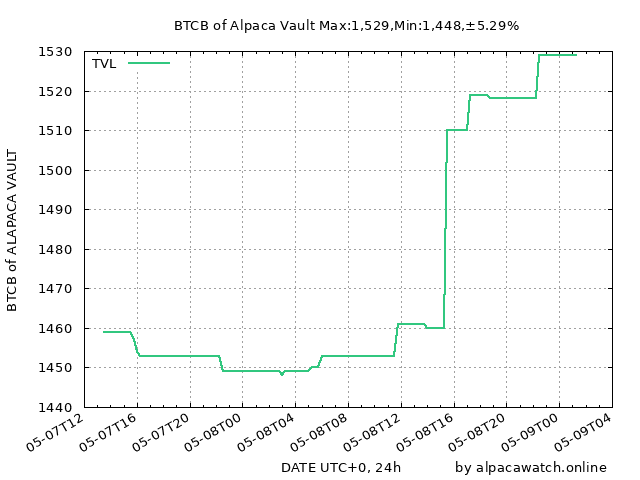 BTCB of Alpaca Vault Max:1,529,Min:1,448,±5.29%
TVL
1530
1520
1510
1500
1490
1480
1470
1460
1450
1440
BTCB of ALAPACA VAULT
05-07T12
05-07T16
05-07T20
05-08T00
05-08T04
05-08T08
05-08T12
05-08T16
05-08T20
05-09T00
05-09T04
DATE UTC+0, 24h
by alpacawatch.online